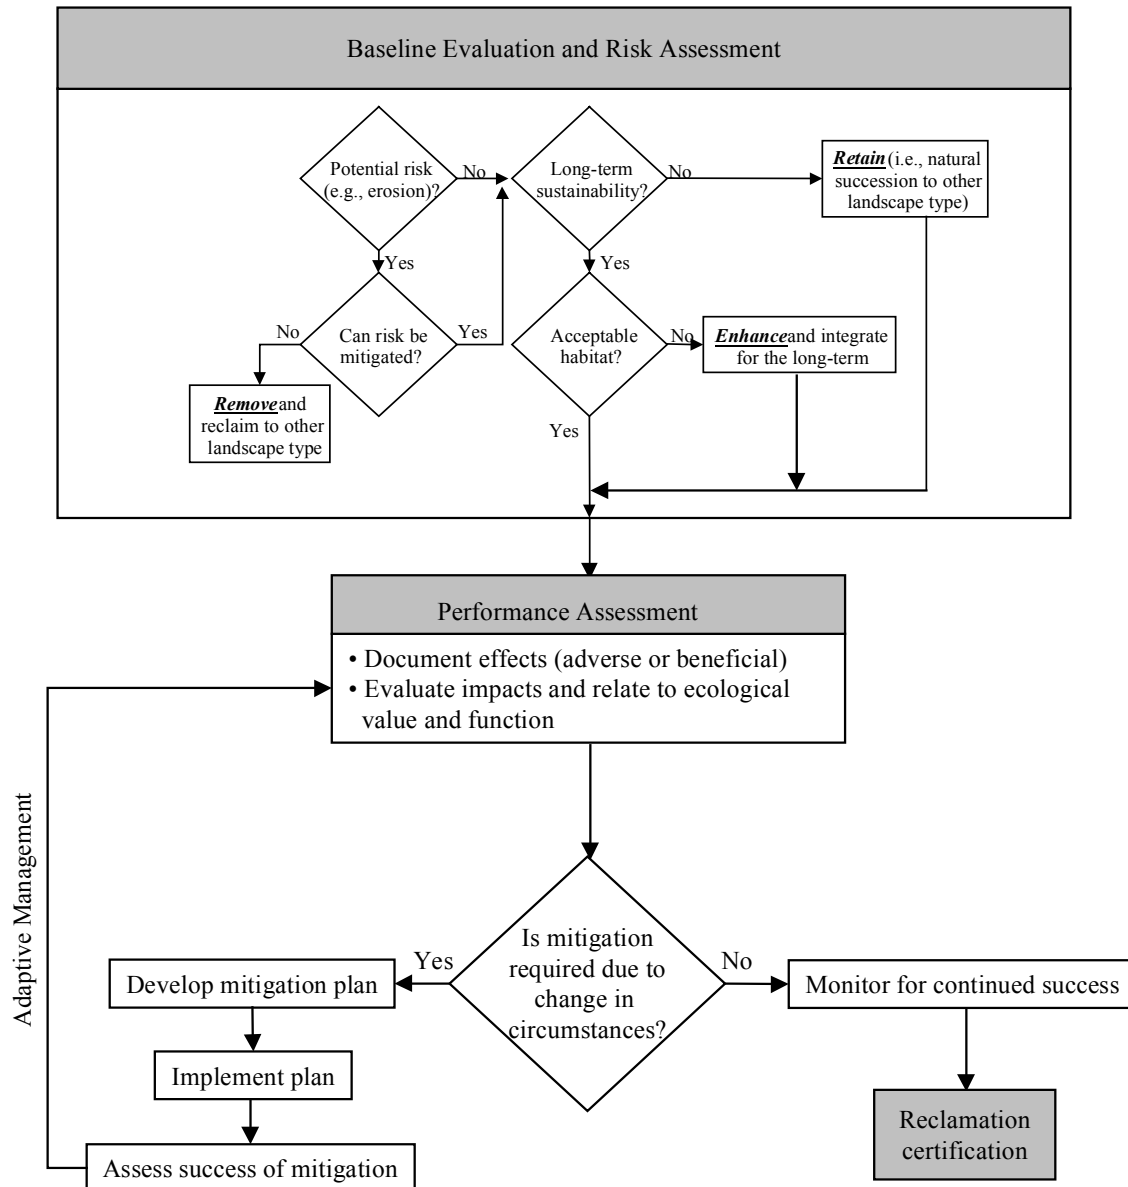 Baseline Evaluation and Risk Assessment
Potential risk
(e.g., erosion)?
No
Long-term
sustainability?
No
Retain (i.e., natural
succession to other
landscape type)
Yes
Yes
No
Can risk be
mitigated?
Yes
Acceptable
habitat?
No
Enhance and integrate
for the long-term
Remove and
reclaim to other
landscape type
Yes
Performance Assessment
• Document effects (adverse or beneficial)
• Evaluate impacts and relate to ecological
value and function
Adaptive Management
Is mitigation
required due to
change in
circumstances?
Yes
No
Develop mitigation plan
Monitor for continued success
Implement plan
Reclamation
certification
Assess success of mitigation